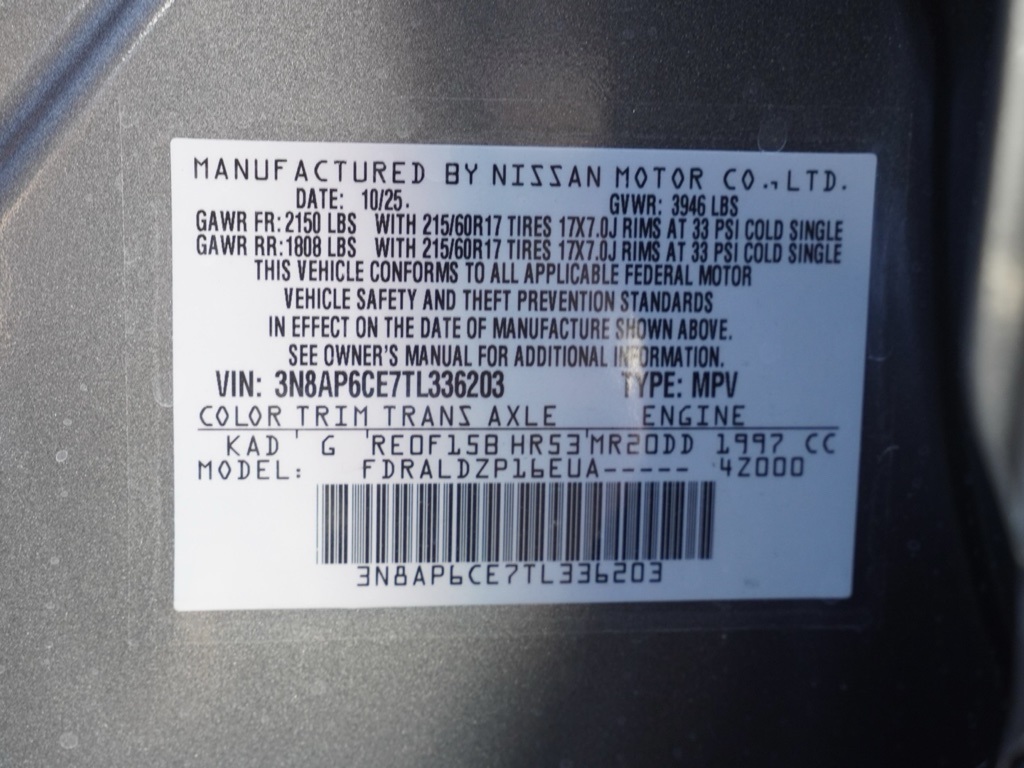 MANUFACTURED BY NISSAN MOTOR CO., LTD.
DATE: 10/25. GVWR: 3946 LBS
GAWR FR: 2150 LBS WITH 215/60R17 TIRES 17X7.0J RIMS AT 33 PSI COLD SINGLE
GAWR RR: 1808 LBS WITH 215/60R17 TIRES 17X7.0J RIMS AT 33 PSI COLD SINGLE
THIS VEHICLE CONFORMS TO ALL APPLICABLE FEDERAL MOTOR
VEHICLE SAFETY AND THEFT PREVENTION STANDARDS
IN EFFECT ON THE DATE OF MANUFACTURE SHOWN ABOVE.
SEE OWNER'S MANUAL FOR ADDITIONAL INFORMATION.
VIN: 3N8AP6CE7TL336203 TYPE: MPV
COLOR TRIM TRANS AXLE ENGINE
KAD ' G 'RE0F15B HR53'MR20DD 1997 CC
MODEL: FDRALDZP16EUA----- 4Z000
3N8AP6CE7TL336203